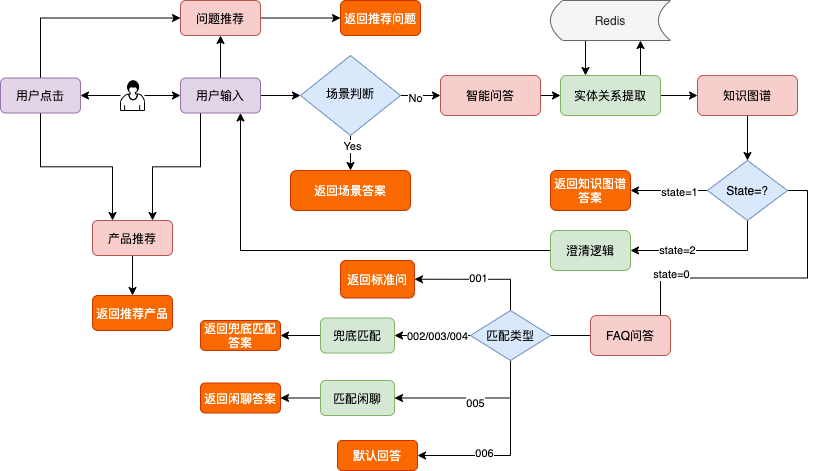 问题推荐
返回推荐问题
Redis
用户点击
用户输入
场景判断
No
智能问答
实体关系提取
知识图谱
Yes
返回场景答案
返回知识图谱
答案
state=1
State=?
产品推荐
澄清逻辑
state=2
state=0
返回标准问
001
返回推荐产品
返回兜底匹配
答案
兜底匹配
002/003/004
匹配类型
FAQ问答
返回闲聊答案
匹配闲聊
005
默认回答
006